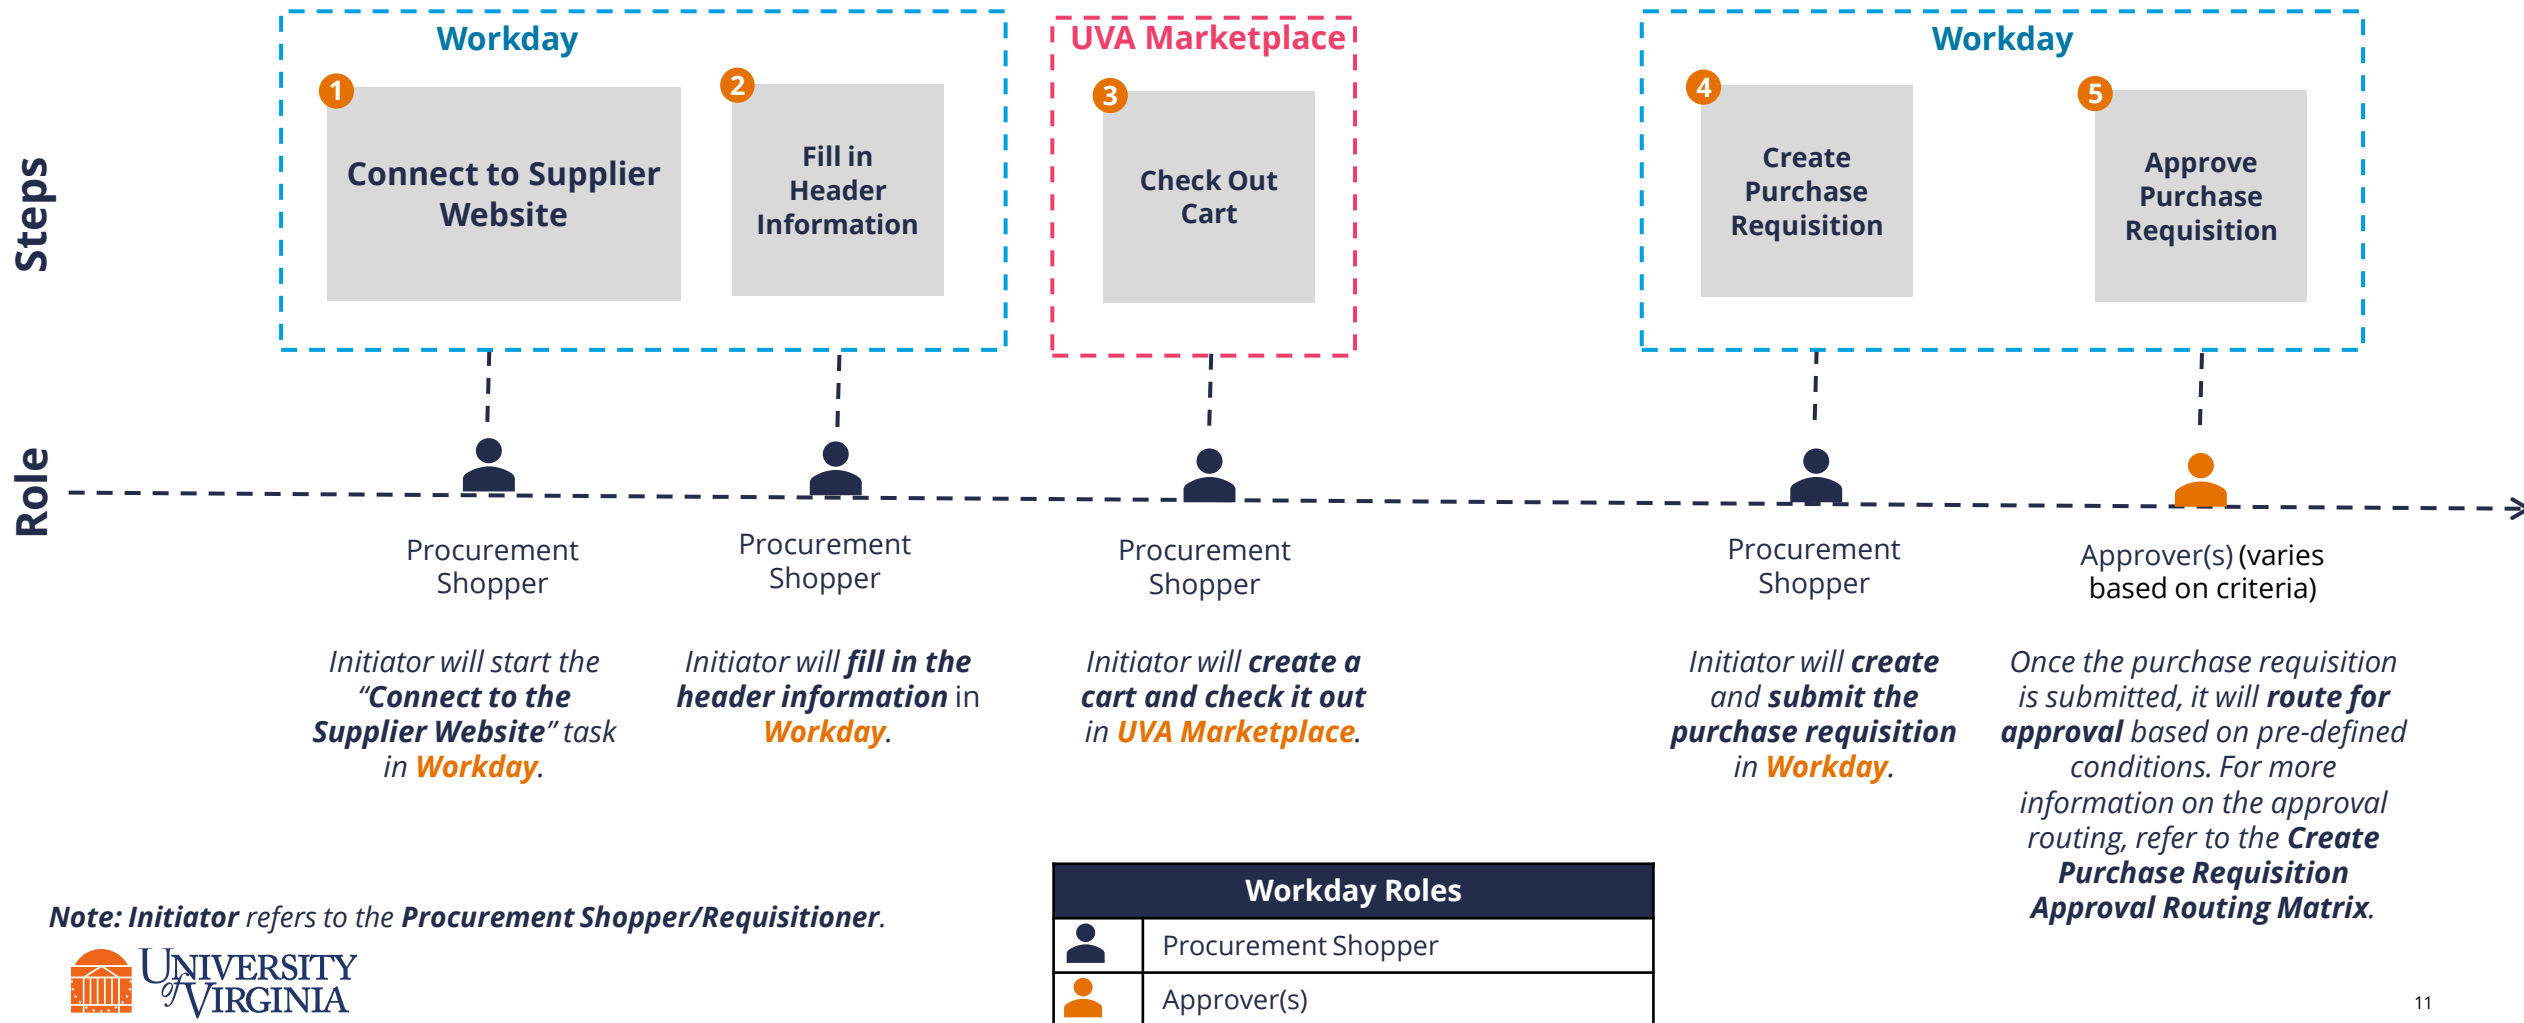 Workday
UVA Marketplace
Workday
Steps
1
Connect to Supplier
Website
2
Fill in
Header
Information
3
Check Out
Cart
4
Create
Purchase
Requisition
5
Approve
Purchase
Requisition
Role
Procurement
Shopper
Procurement
Shopper
Procurement
Shopper
Procurement
Shopper
Approver(s) (varies
based on criteria)
Initiator will start the
“Connect to the
Supplier Website” task
in Workday.
Initiator will fill in the
header information in
Workday.
Initiator will create a
cart and check it out
in UVA Marketplace.
Initiator will create
and submit the
purchase requisition
in Workday.
Once the purchase requisition
is submitted, it will route for
approval based on pre-defined
conditions. For more
information on the approval
routing, refer to the Create
Purchase Requisition
Approval Routing Matrix.
Note: Initiator refers to the Procurement Shopper/Requisitioner.
UNIVERSITY
of VIRGINIA
Workday Roles
Procurement Shopper
Approver(s)
11